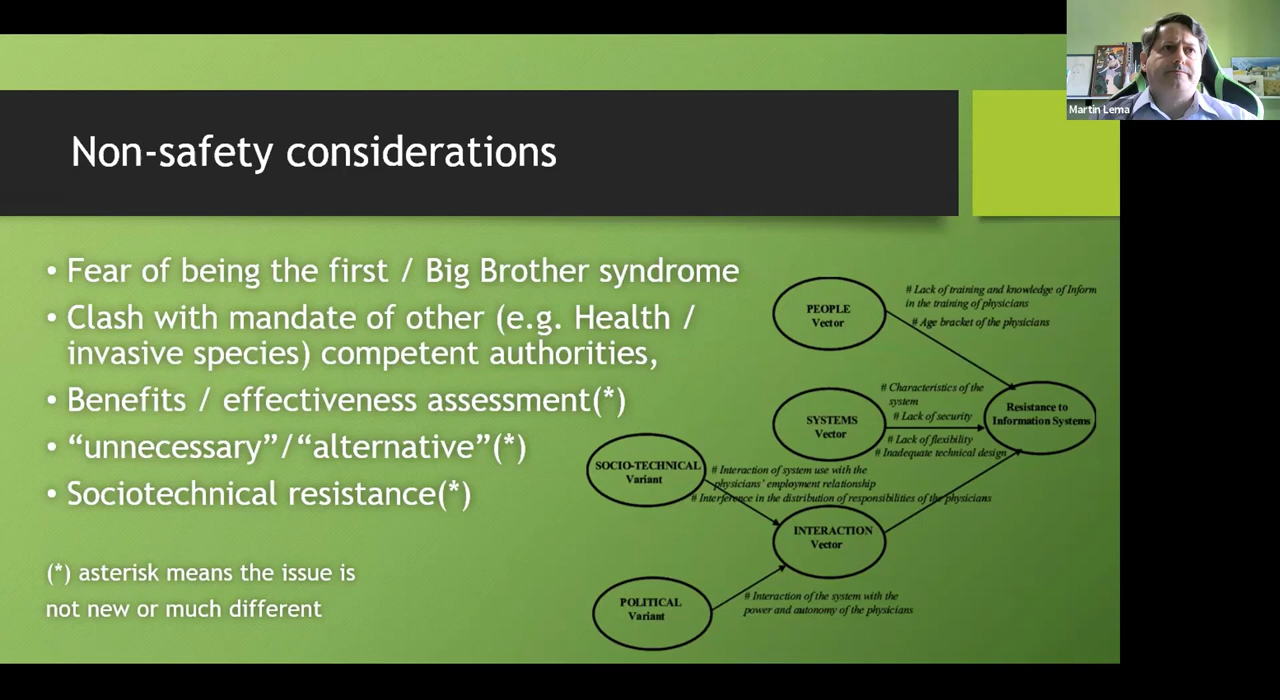 Martin Lema
Non-safety considerations
• Fear of being the first / Big Brother syndrome
• Clash with mandate of other (e.g. Health /
invasive species) competent authorities,
• Benefits / effectiveness assessment(*)
• “unnecessary”/“alternative”(*)
• Sociotechnical resistance(*)
(*) asterisk means the issue is
not new or much different
PEOPLE
Vector
# Lack of training and knowledge of Inform
in the training of physicians
# Age bracket of the physicians
SYSTEMS
Vector
# Characteristics of the
system
# Lack of security
# Lack of flexibility
# Inadequate technical design
Resistance to
Information Systems
SOCIO-TECHNICAL
Variant
# Interaction of system use with the
physicians' employment relationship
# Interference in the distribution of responsibilities of the physicians
INTERACTION
Vector
POLITICAL
Variant
# Interaction of the system with the
power and autonomy of the physicians